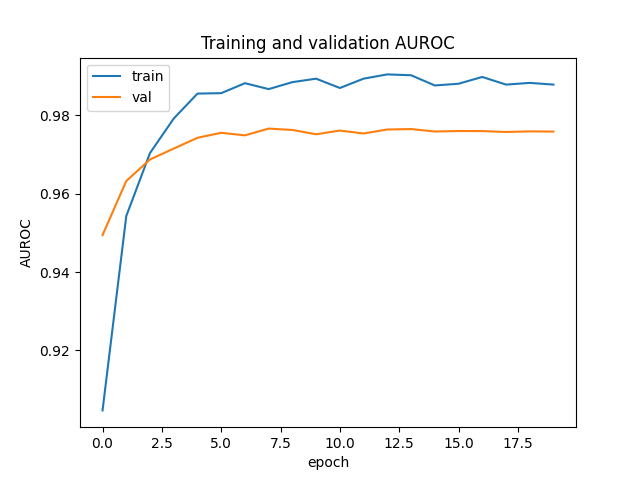 Training and validation AUROC
train
val
0.98
0.96
0.94
0.92
AUROC
0.0 2.5 5.0 7.5 10.0 12.5 15.0 17.5
epoch